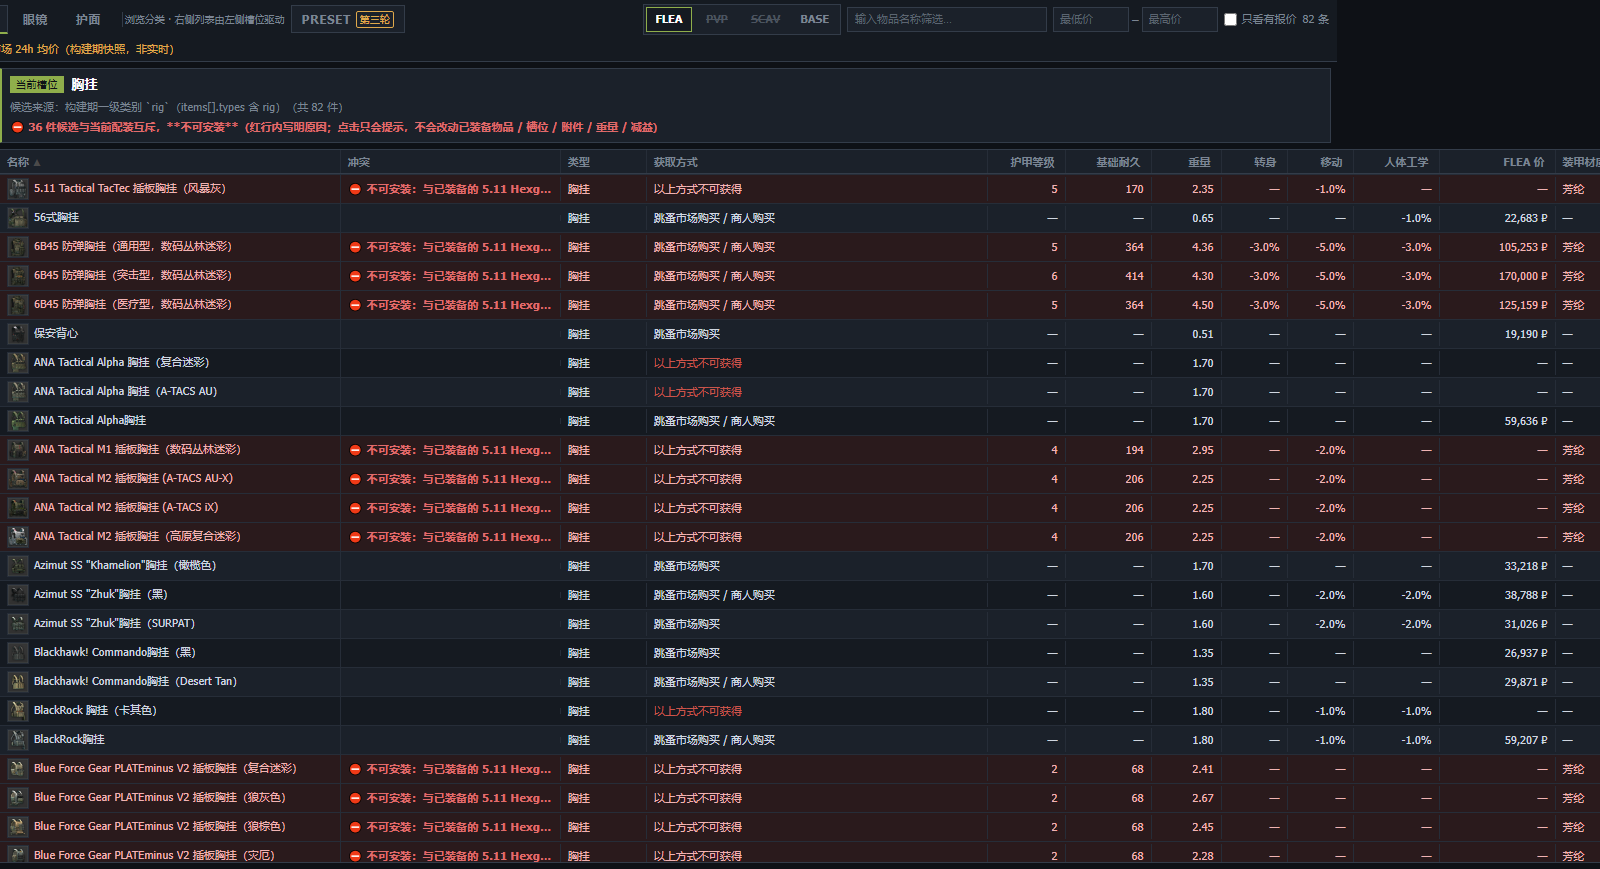 眼镜 护面 浏览分类 · 右侧列表由左侧槽位驱动 PRESET 第三轮 FLEA PVP SCAV BASE 输入物品名称筛选... 最低价 — 最高价 只看有报价 82 条
场 24h 均价（构建期快照，非实时）
当前槽位 胸挂
候选来源：构建期一级类别 `rig`（items[].types 含 rig）（共 82 件）
36 件候选与当前配装互斥，**不可安装**（红行内写明原因；点击只会提示，不会改动已装备物品 / 槽位 / 附件 / 重量 / 减益）
名称 ▲ 冲突 类型 获取方式 护甲等级 基础耐久 重量 转身 移动 人体工学 FLEA 价 装甲材
5.11 Tactical TacTec 插板胸挂（风暴灰） 不可安装：与已装备的 5.11 Hexg... 胸挂 以上方式不可获得 5 170 2.35 — -1.0% — — 芳纶
56式胸挂 胸挂 跳蚤市场购买 / 商人购买 — — 0.65 — — -1.0% 22,683 ₽ —
6B45 防弹胸挂（通用型，数码丛林迷彩） 不可安装：与已装备的 5.11 Hexg... 胸挂 跳蚤市场购买 / 商人购买 5 364 4.36 -3.0% -5.0% -3.0% 105,253 ₽ 芳纶
6B45 防弹胸挂（突击型，数码丛林迷彩） 不可安装：与已装备的 5.11 Hexg... 胸挂 跳蚤市场购买 / 商人购买 6 414 4.30 -3.0% -5.0% -3.0% 170,000 ₽ 芳纶
6B45 防弹胸挂（医疗型，数码丛林迷彩） 不可安装：与已装备的 5.11 Hexg... 胸挂 跳蚤市场购买 / 商人购买 5 364 4.50 -3.0% -5.0% -3.0% 125,159 ₽ 芳纶
保安背心 胸挂 跳蚤市场购买 — — 0.51 — — — 19,190 ₽ —
ANA Tactical Alpha 胸挂（复合迷彩） 胸挂 以上方式不可获得 — — 1.70 — — — — —
ANA Tactical Alpha 胸挂（A-TACS AU） 胸挂 以上方式不可获得 — — 1.70 — — — — —
ANA Tactical Alpha胸挂 胸挂 跳蚤市场购买 / 商人购买 — — 1.70 — — — 59,636 ₽ —
ANA Tactical M1 插板胸挂（数码丛林迷彩） 不可安装：与已装备的 5.11 Hexg... 胸挂 以上方式不可获得 4 194 2.95 — -2.0% — — 芳纶
ANA Tactical M2 插板胸挂 (A-TACS AU-X) 不可安装：与已装备的 5.11 Hexg... 胸挂 以上方式不可获得 4 206 2.25 — -2.0% — — 芳纶
ANA Tactical M2 插板胸挂 (A-TACS iX) 不可安装：与已装备的 5.11 Hexg... 胸挂 以上方式不可获得 4 206 2.25 — -2.0% — — 芳纶
ANA Tactical M2 插板胸挂（高原复合迷彩） 不可安装：与已装备的 5.11 Hexg... 胸挂 以上方式不可获得 4 206 2.25 — -2.0% — — 芳纶
Azimut SS "Khamelion"胸挂（橄榄色） 胸挂 跳蚤市场购买 — — 1.70 — — — 33,218 ₽ —
Azimut SS "Zhuk"胸挂（黑） 胸挂 跳蚤市场购买 / 商人购买 — — 1.60 — -2.0% -2.0% 38,788 ₽ —
Azimut SS "Zhuk"胸挂（SURPAT） 胸挂 跳蚤市场购买 — — 1.60 — -2.0% -2.0% 31,026 ₽ —
Blackhawk! Commando胸挂（黑） 胸挂 跳蚤市场购买 — — 1.35 — — — 26,937 ₽ —
Blackhawk! Commando胸挂（Desert Tan） 胸挂 跳蚤市场购买 / 商人购买 — — 1.35 — — — 29,871 ₽ —
BlackRock 胸挂（卡其色） 胸挂 以上方式不可获得 — — 1.80 — -1.0% -1.0% — —
BlackRock胸挂 胸挂 跳蚤市场购买 / 商人购买 — — 1.80 — -1.0% -1.0% 59,207 ₽ —
Blue Force Gear PLATEminus V2 插板胸挂（复合迷彩） 不可安装：与已装备的 5.11 Hexg... 胸挂 以上方式不可获得 2 68 2.41 — — — — 芳纶
Blue Force Gear PLATEminus V2 插板胸挂（狼灰色） 不可安装：与已装备的 5.11 Hexg... 胸挂 以上方式不可获得 2 68 2.67 — — — — 芳纶
Blue Force Gear PLATEminus V2 插板胸挂（狼棕色） 不可安装：与已装备的 5.11 Hexg... 胸挂 以上方式不可获得 2 68 2.45 — — — — 芳纶
Blue Force Gear PLATEminus V2 插板胸挂（灾厄） 不可安装：与已装备的 5.11 Hexg... 胸挂 以上方式不可获得 2 68 2.28 — — — — 芳纶